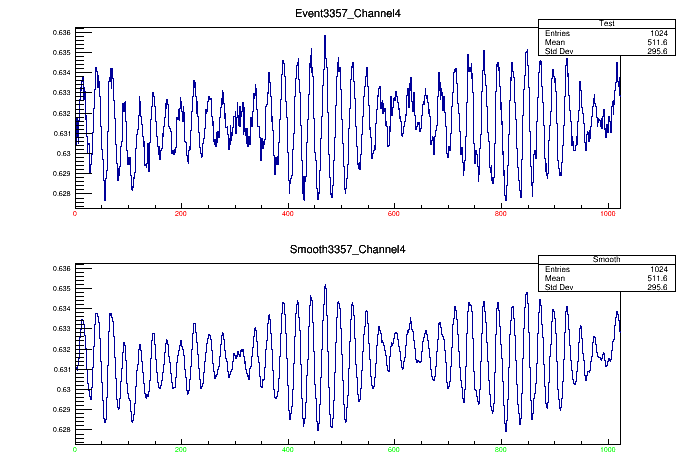 Event3357_Channel4
Test
Entries 1024
Mean 511.6
Std Dev 295.6
0.636
0.635
0.634
0.633
0.632
0.631
0.63
0.629
0.628
0 200 400 600 800 1000
Smooth3357_Channel4
Smooth
Entries 1024
Mean 511.6
Std Dev 295.6
0.636
0.635
0.634
0.633
0.632
0.631
0.63
0.629
0.628
0 200 400 600 800 1000